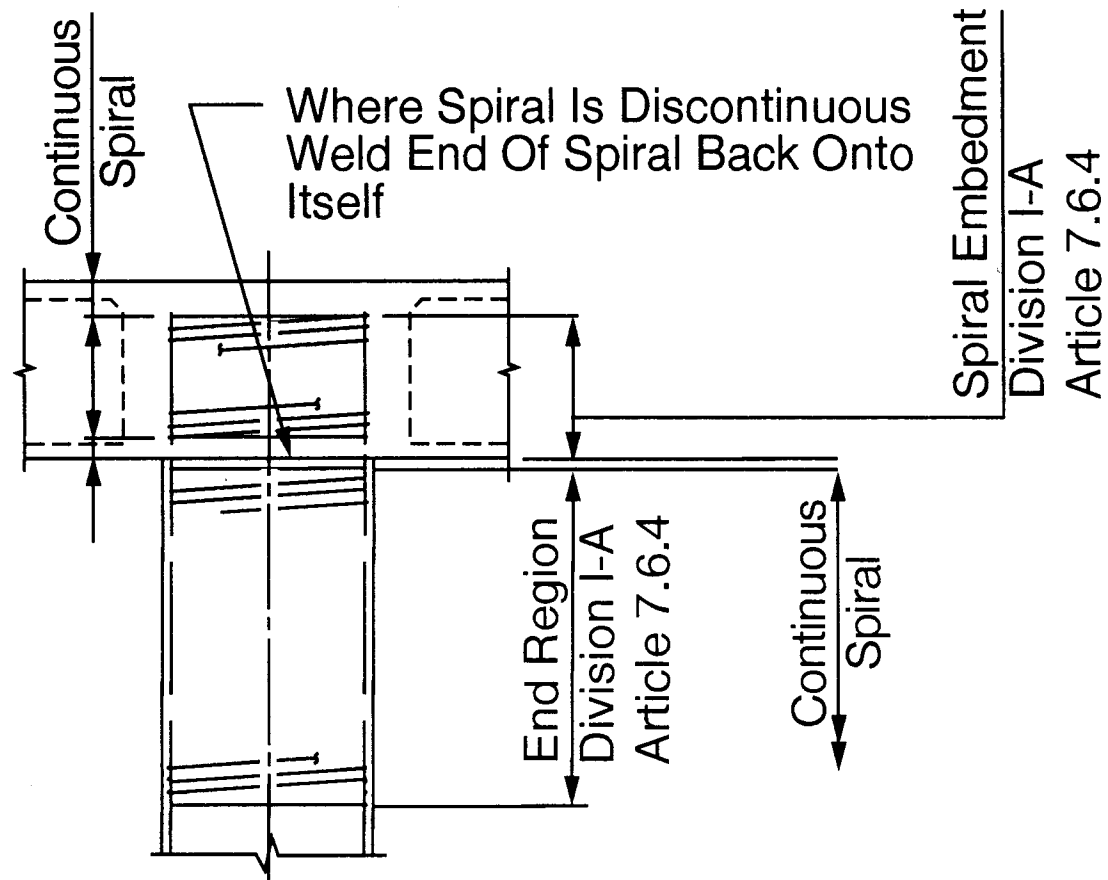 Continuous
Spiral
Where Spiral Is Discontinuous
Weld End Of Spiral Back Onto
Itself
Spiral Embedment
Division I-A
Article 7.6.4
End Region
Division I-A
Article 7.6.4
Continuous
Spiral